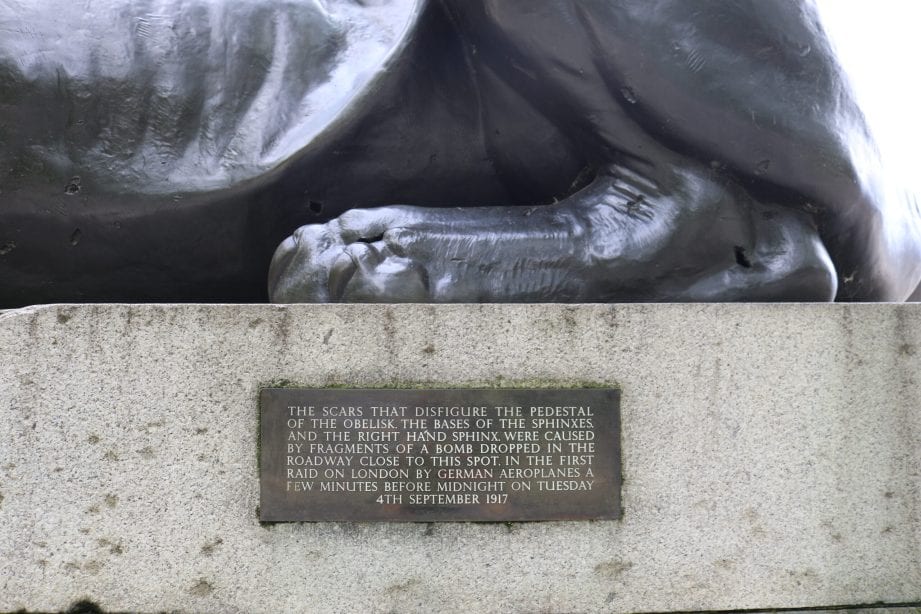 THE SCARS THAT DISFIGURE THE PEDESTAL
OF THE OBELISK. THE BASES OF THE SPHINXES.
AND THE RIGHT HAND SPHINX. WERE CAUSED
BY FRAGMENTS OF A BOMB DROPPED IN THE
ROADWAY CLOSE TO THIS SPOT. IN THE FIRST
RAID ON LONDON BY GERMAN AEROPLANES A
FEW MINUTES BEFORE MIDNIGHT ON TUESDAY
4TH SEPTEMBER 1917